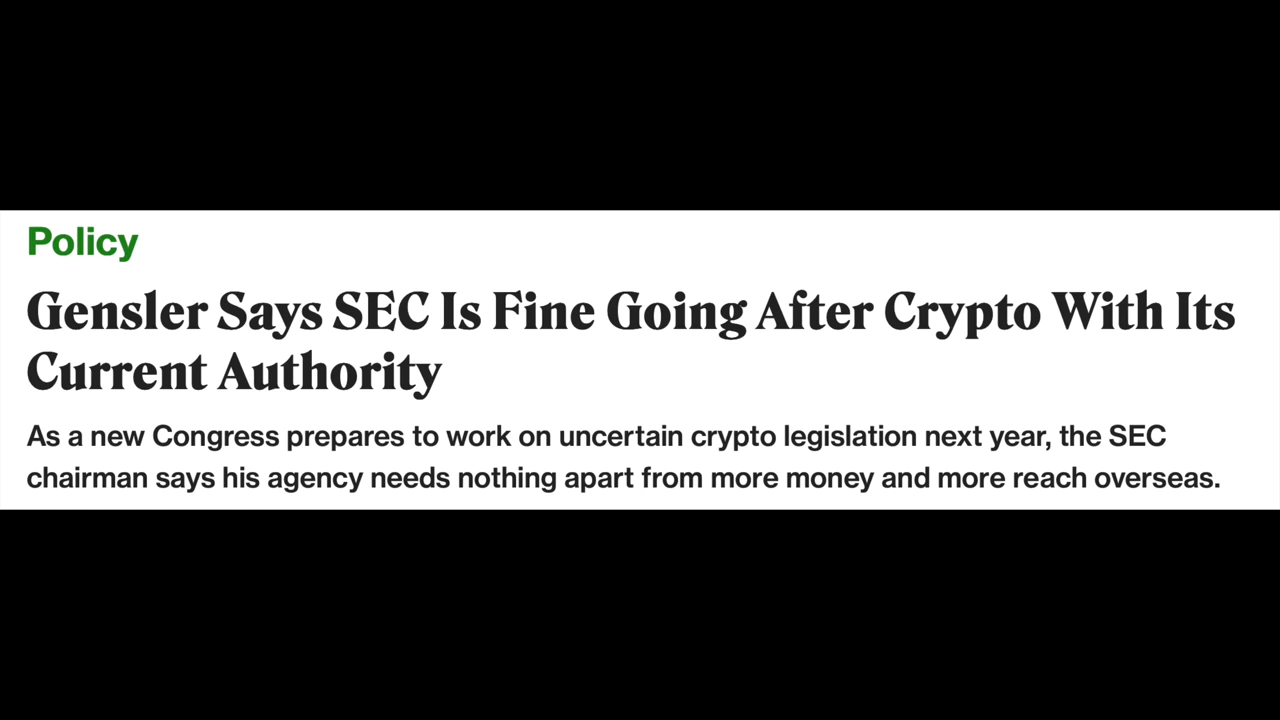 Policy
Gensler Says SEC Is Fine Going After Crypto With Its
Current Authority
As a new Congress prepares to work on uncertain crypto legislation next year, the SEC
chairman says his agency needs nothing apart from more money and more reach overseas.